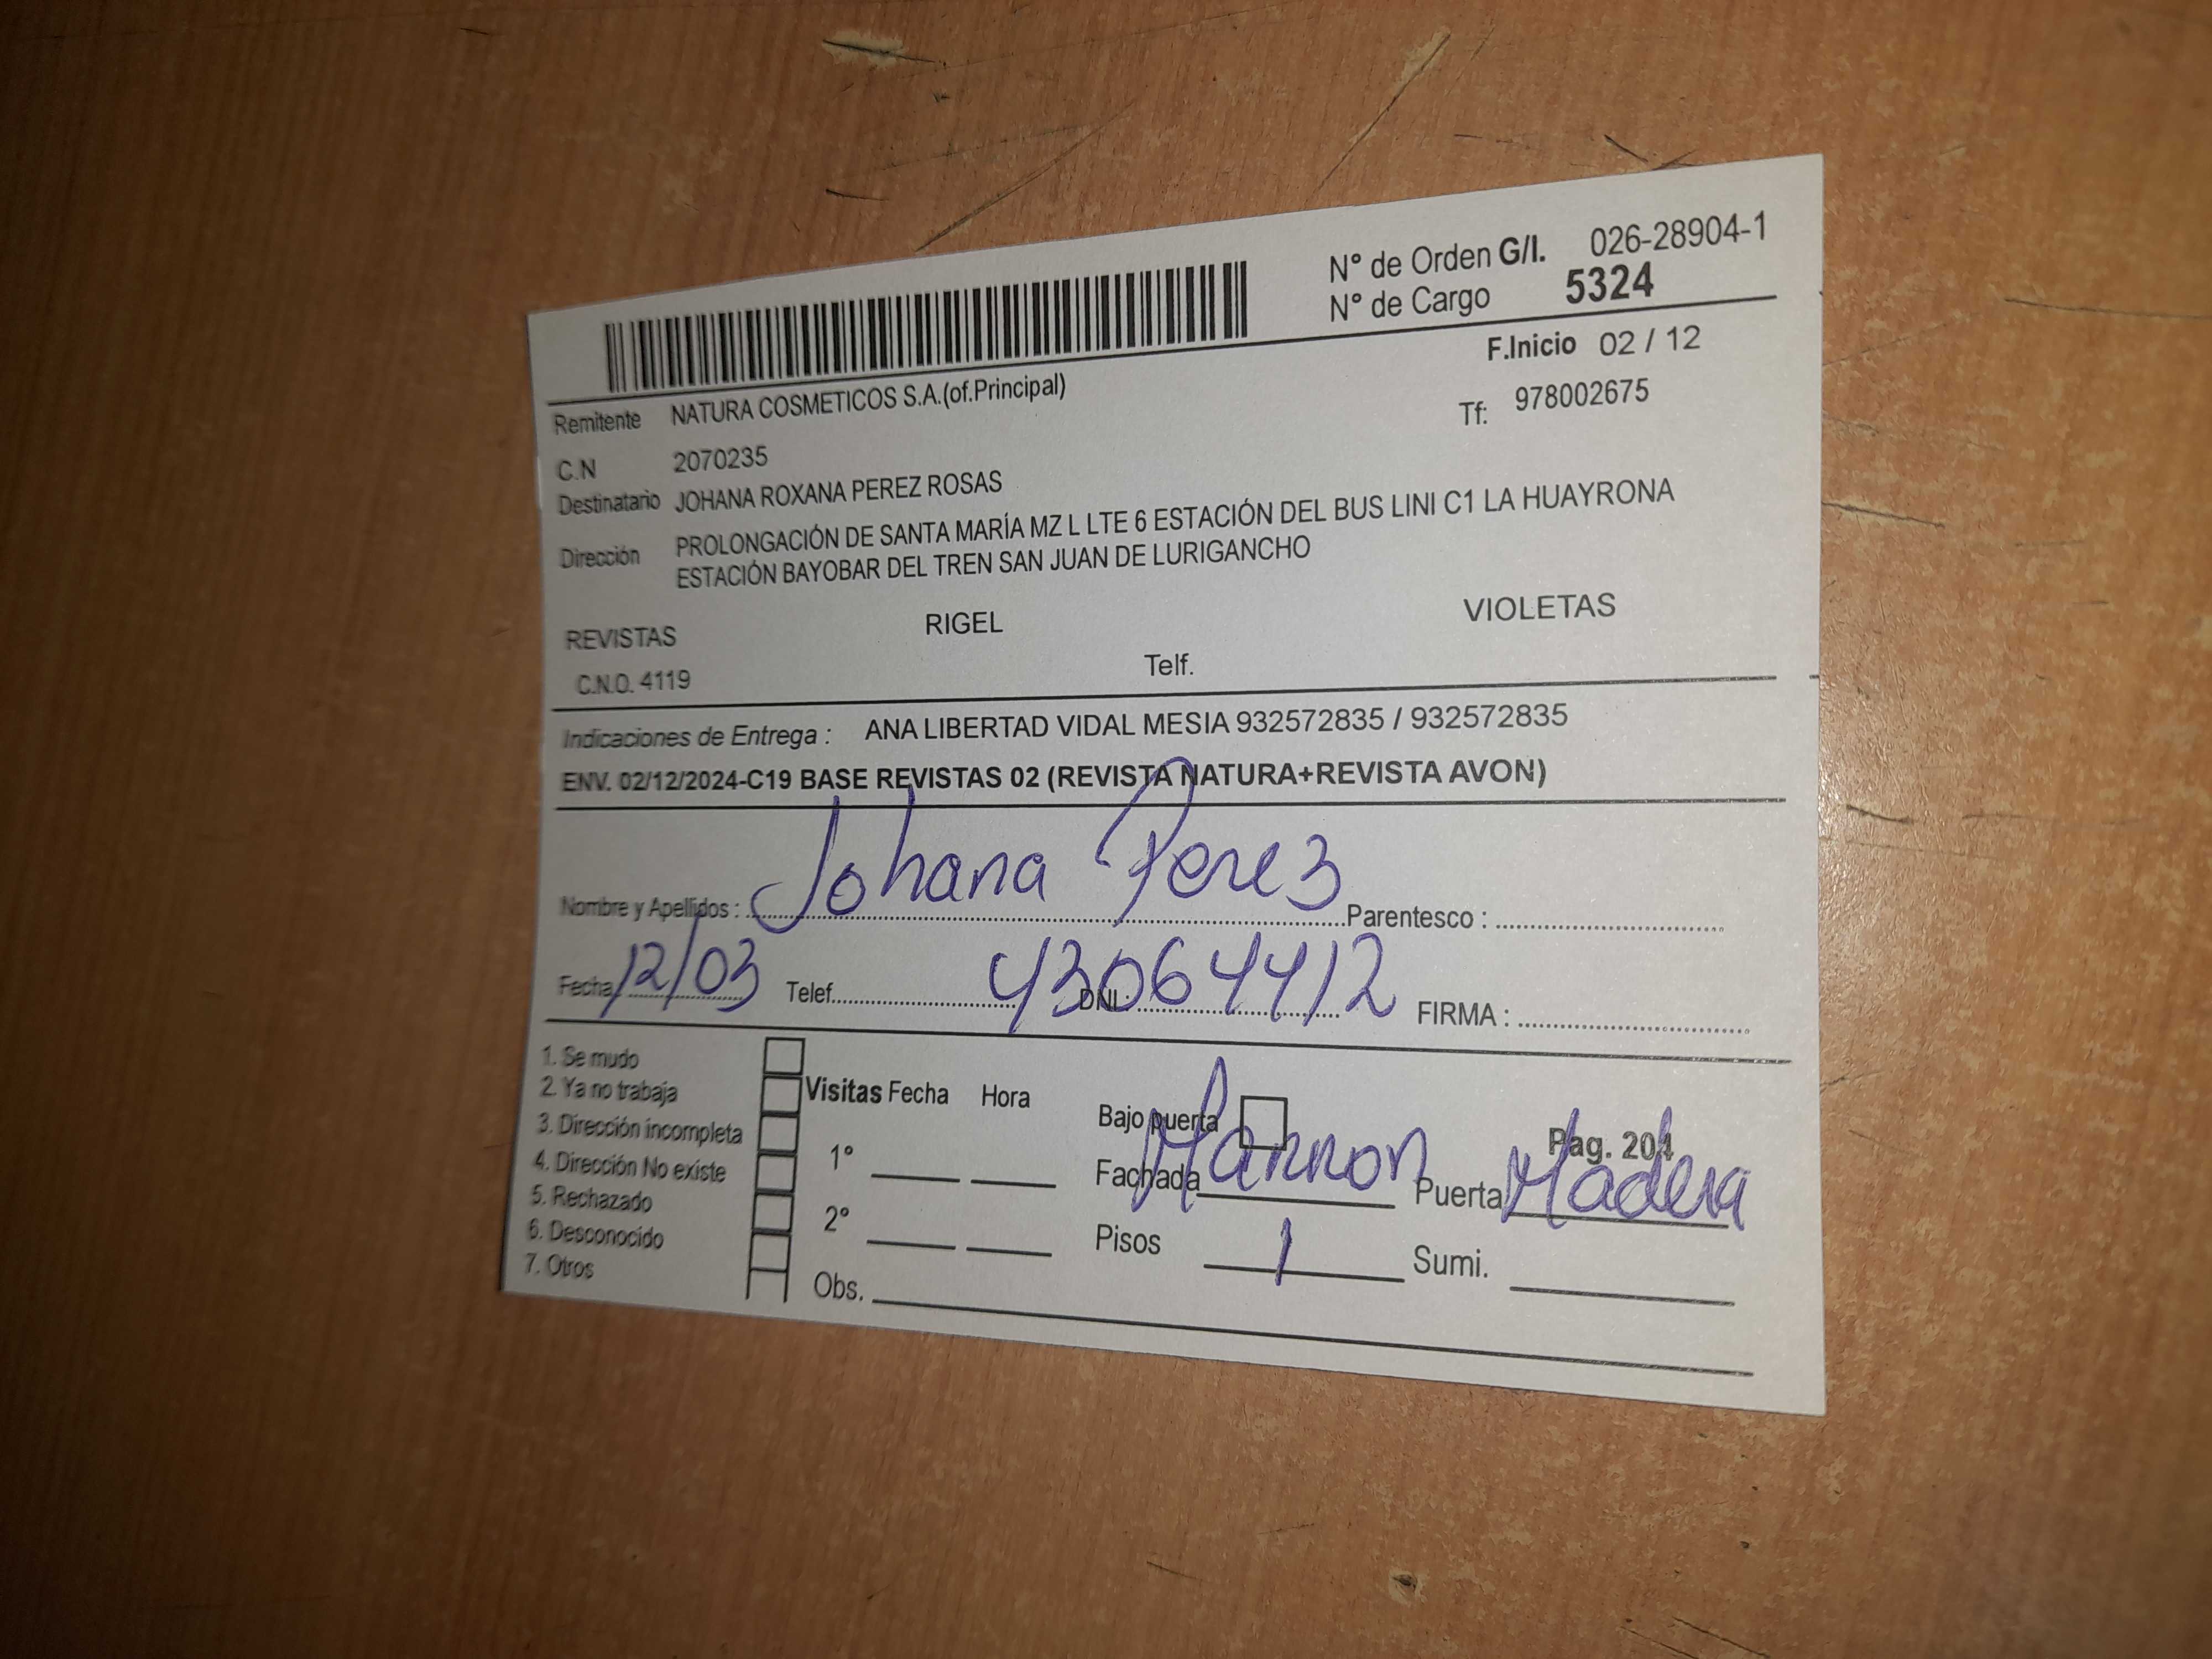 N° de Orden G/I. 026-28904-1
N° de Cargo 5324
F.Inicio 02 / 12
Remitente NATURA COSMETICOS S.A.(of.Principal)
Tf: 978002675
C.N 2070235
Destinatario JOHANA ROXANA PEREZ ROSAS
Dirección PROLONGACIÓN DE SANTA MARÍA MZ L LTE 6 ESTACIÓN DEL BUS LINI C1 LA HUAYRONA
ESTACIÓN BAYOBAR DEL TREN SAN JUAN DE LURIGANCHO
REVISTAS RIGEL VIOLETAS
C.N.O. 4119 Telf.
Indicaciones de Entrega : ANA LIBERTAD VIDAL MESIA 932572835 / 932572835
ENV. 02/12/2024-C19 BASE REVISTAS 02 (REVISTA NATURA+REVISTA AVON)
Nombre y Apellidos : Johana Perez Parentesco :
Fecha 12/03 Telef. DNI: 43064412 FIRMA :
1. Se mudo
2. Ya no trabaja
3. Dirección incompleta
4. Dirección No existe
5. Rechazado
6. Desconocido
7. Otros
Visitas Fecha Hora
1°
2°
Obs.
Bajo puerta Pag. 204
Fachada Marron Puerta Madera
Pisos 1 Sumi.